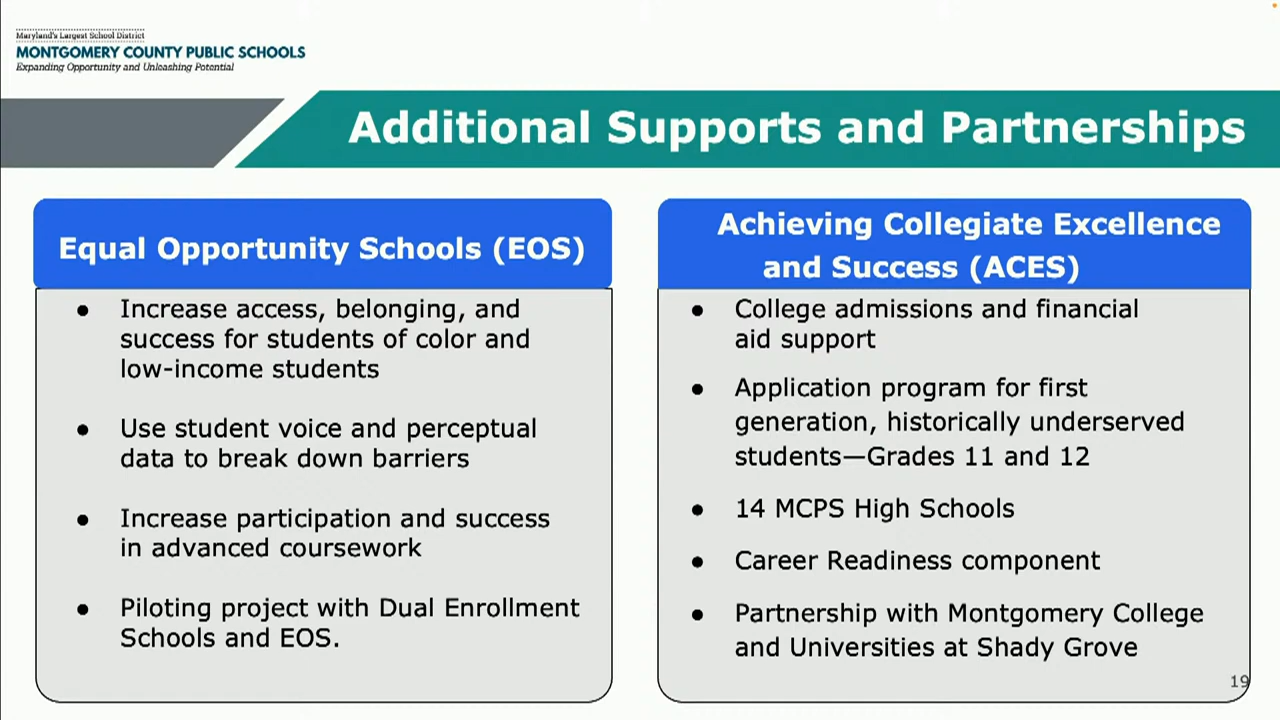 Maryland's Largest School District
MONTGOMERY COUNTY PUBLIC SCHOOLS
Expanding Opportunity and Unleashing Potential
Additional Supports and Partnerships
Equal Opportunity Schools (EOS)
● Increase access, belonging, and
success for students of color and
low-income students
● Use student voice and perceptual
data to break down barriers
● Increase participation and success
in advanced coursework
● Piloting project with Dual Enrollment
Schools and EOS.
Achieving Collegiate Excellence
and Success (ACES)
● College admissions and financial
aid support
● Application program for first
generation, historically underserved
students—Grades 11 and 12
● 14 MCPS High Schools
● Career Readiness component
● Partnership with Montgomery College
and Universities at Shady Grove
19